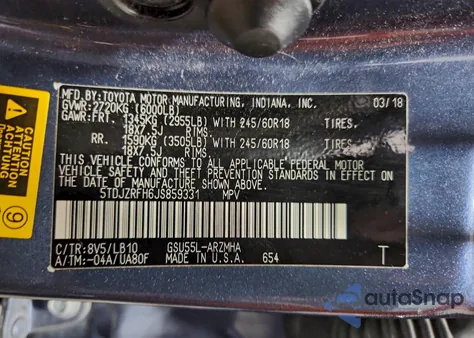 MFD. BY: TOYOTA MOTOR MANUFACTURING, INDIANA, INC.
GVWR: 2720KG (6000LB) 03/18
GAWR: FRT. 1345KG (2955LB) WITH 245/60R18 TIRES,
18X7.5J RIMS
RR. 1590KG (3505LB) WITH 245/60R18 TIRES,
18X7.5J RIMS
THIS VEHICLE CONFORMS TO ALL APPLICABLE FEDERAL MOTOR
VEHICLE SAFETY AND THEFT PREVENTION STANDARDS IN EFFECT
ON THE DATE OF MANUFACTURE SHOWN ABOVE.
5TDJZRFH6JS859331 MPV
C/TR: 8V5/LB10 GSU55L-ARZMHA
A/TM: -04A/UA80F MADE IN U.S.A. 654 T
CAUTION
ATTENTION
ACHTUNG
9
autoSnap